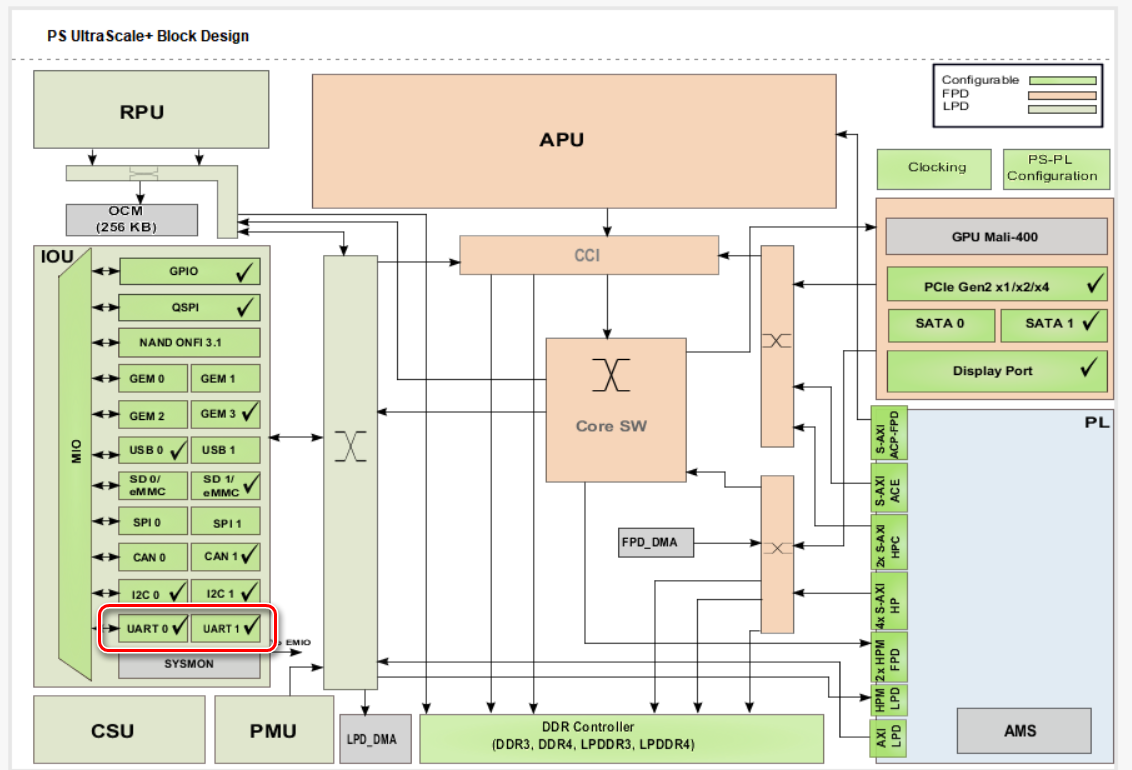 PS UltraScale+ Block Design
Configurable
FPD
LPD
RPU
APU
Clocking
PS-PL
Configuration
OCM
(256 KB)
IOU
MIO
GPIO
QSPI
NAND ONFI 3.1
GEM 0
GEM 1
GEM 2
GEM 3
USB 0
USB 1
SD 0/
eMMC
SD 1/
eMMC
SPI 0
SPI 1
CAN 0
CAN 1
I2C 0
I2C 1
UART 0
UART 1
EMIO
SYSMON
CCI
Core SW
FPD_DMA
GPU Mali-400
PCIe Gen2 x1/x2/x4
SATA 0
SATA 1
Display Port
PL
S-AXI
ACP-FPD
S-AXI
ACE
2x S-AXI
HPC
4x S-AXI
HP
2x HPM
FPD
HPM
LPD
AXI
LPD
AMS
CSU
PMU
LPD_DMA
DDR Controller
(DDR3, DDR4, LPDDR3, LPDDR4)